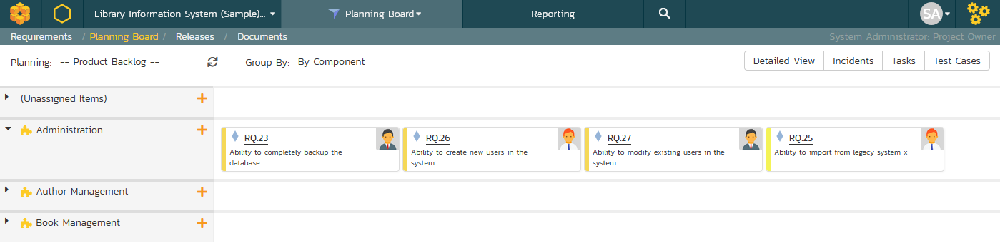 Library Information System (Sample)... Planning Board Reporting SA
Requirements / Planning Board / Releases / Documents System Administrator: Project Owner
Planning: -- Product Backlog -- Group By: By Component Detailed View Incidents Tasks Test Cases
(Unassigned Items)
Administration
RQ:23
Ability to completely backup the
database
RQ:26
Ability to create new users in the
system
RQ:27
Ability to modify existing users in the
system
RQ:25
Ability to import from legacy system x
Author Management
Book Management